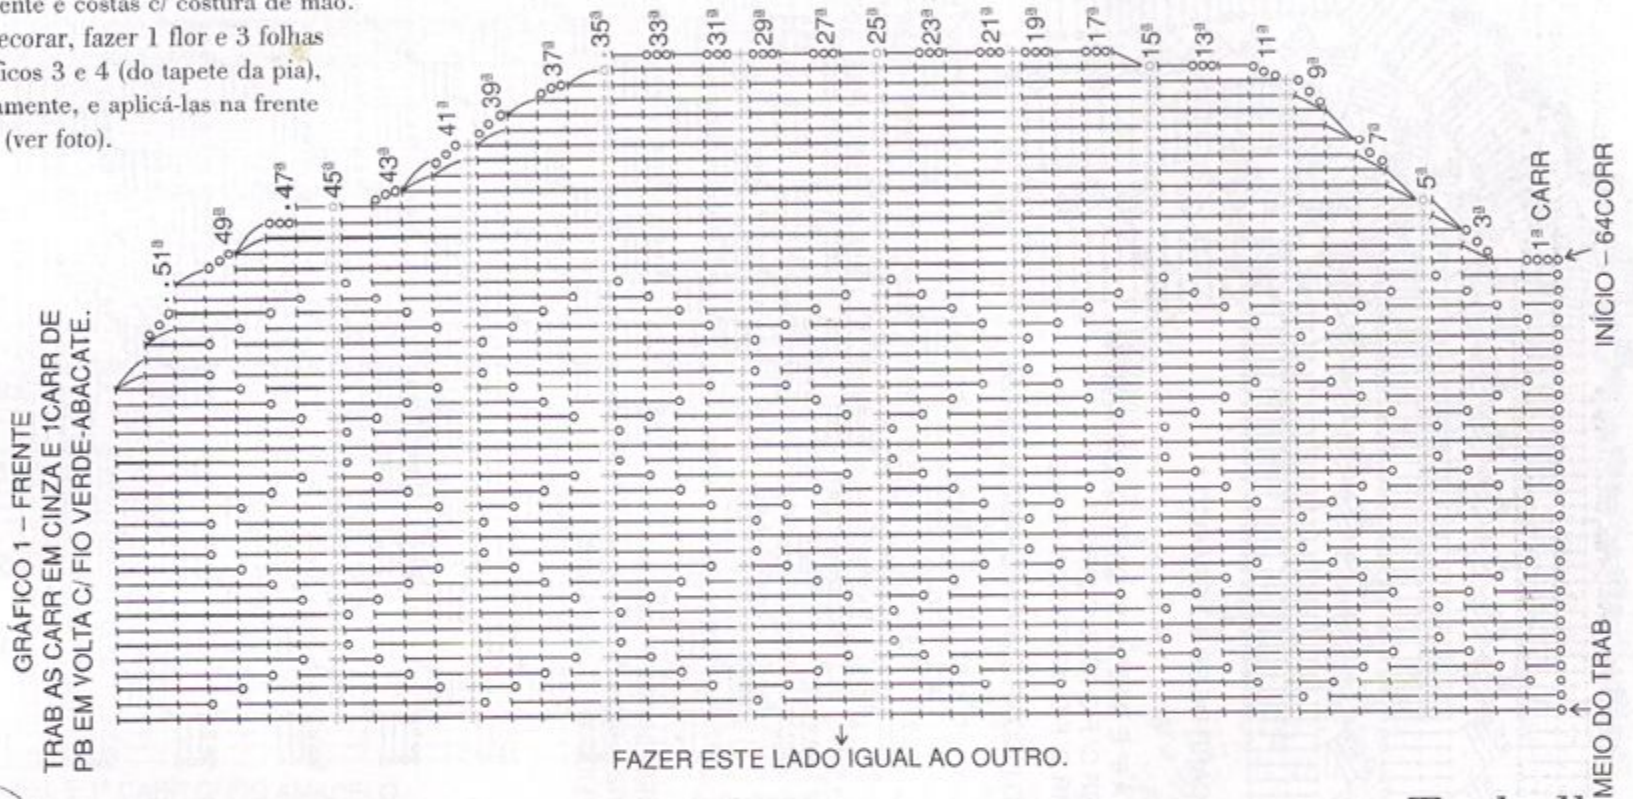 ente e costas c/ costura de mão.
ecorar, fazer 1 flor e 3 folhas
ficos 3 e 4 (do tapete da pia),
amente, e aplicá-las na frente
(ver foto).
GRÁFICO 1 – FRENTE
TRAB AS CARR EM CINZA E 1CARR DE
PB EM VOLTA C/ FIO VERDE-ABACATE.
51ª
49ª
47ª
45ª
43ª
41ª
39ª
37ª
35ª
33ª
31ª
29ª
27ª
25ª
23ª
21ª
19ª
17ª
15ª
13ª
11ª
9ª
7ª
5ª
3ª
1ª CARR
INÍCIO – 64CORR
MEIO DO TRAB
FAZER ESTE LADO IGUAL AO OUTRO.